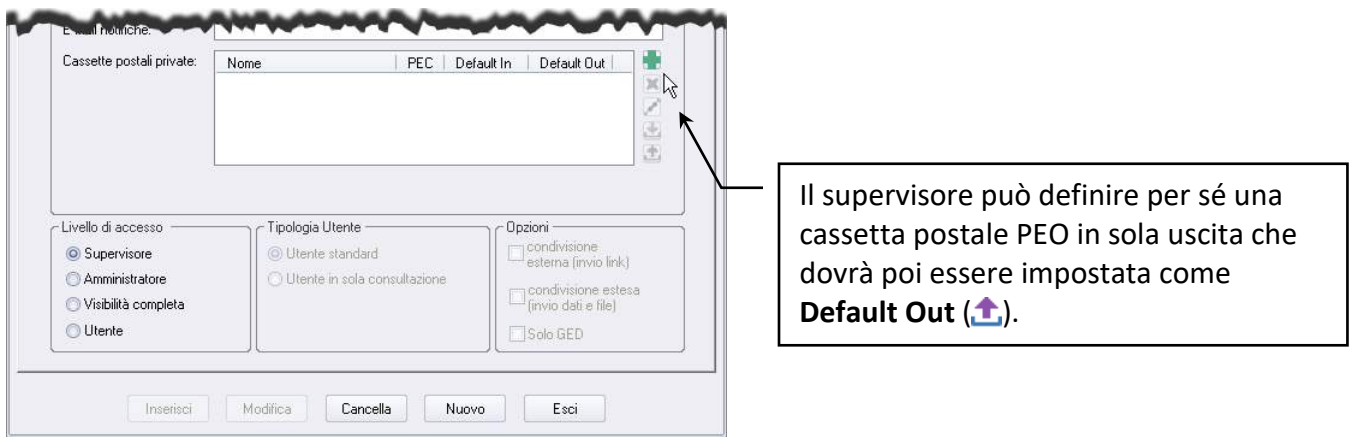 notifiche:
Cassette postali private:
Nome PEC Default In Default Out
Livello di accesso
Supervisore
Amministratore
Visibilità completa
Utente
Tipologia Utente
Utente standard
Utente in sola consultazione
Opzioni
condivisione
esterna (invio link)
condivisione estesa
(invio dati e file)
Solo GED
Inserisci Modifica Cancella Nuovo Esci
Il supervisore può definire per sé una
cassetta postale PEO in sola uscita che
dovrà poi essere impostata come
Default Out ( ).